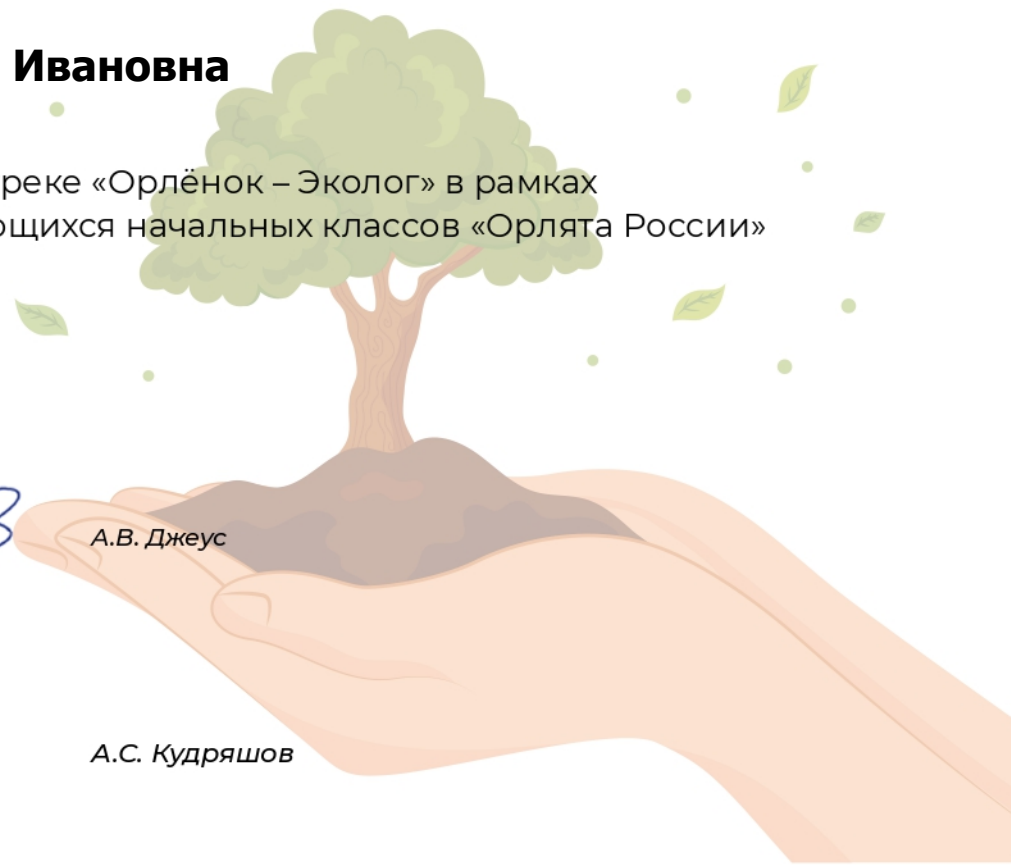 Ивановна
реке «Орлёнок – Эколог» в рамках
ощихся начальных классов «Орлята России»
А.В. Джеус
А.С. Кудряшов